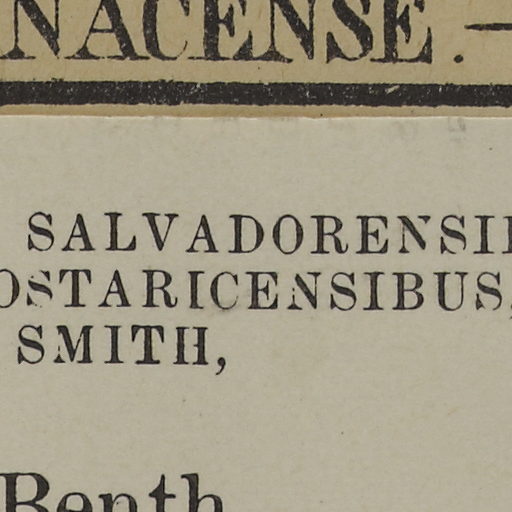 NACENSE.—
SALVADORENSI
OSTARICENSIBUS,
SMITH,
Benth